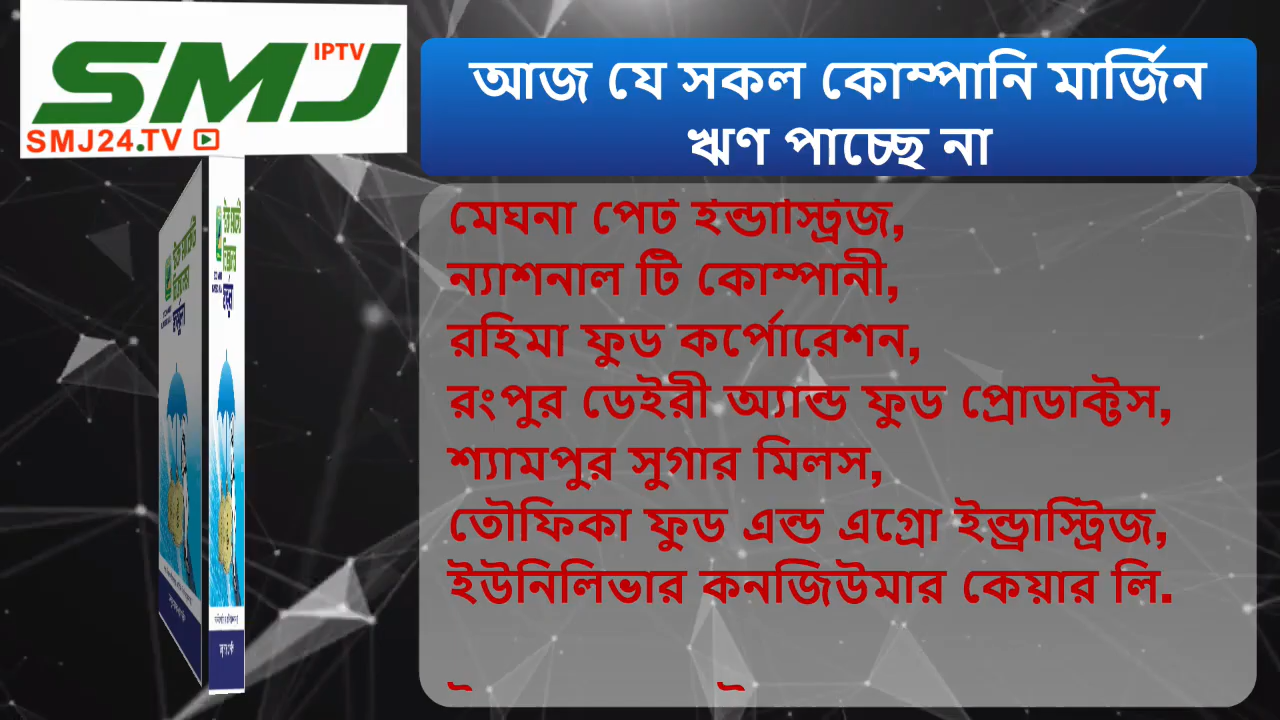 SMJ
IPTV
SMJ24.TV
আজ যে সকল কোম্পানি মার্জিন
ঋণ পাচ্ছে না
মেঘনা পেট ইন্ডাস্ট্রিজ,
ন্যাশনাল টি কোম্পানী,
রহিমা ফুড কর্পোরেশন,
রংপুর ডেইরী অ্যান্ড ফুড প্রোডাক্টস,
শ্যামপুর সুগার মিলস,
তৌফিকা ফুড এন্ড এগ্রো ইন্ড্রাস্ট্রিজ,
ইউনিলিভার কনজিউমার কেয়ার লি.